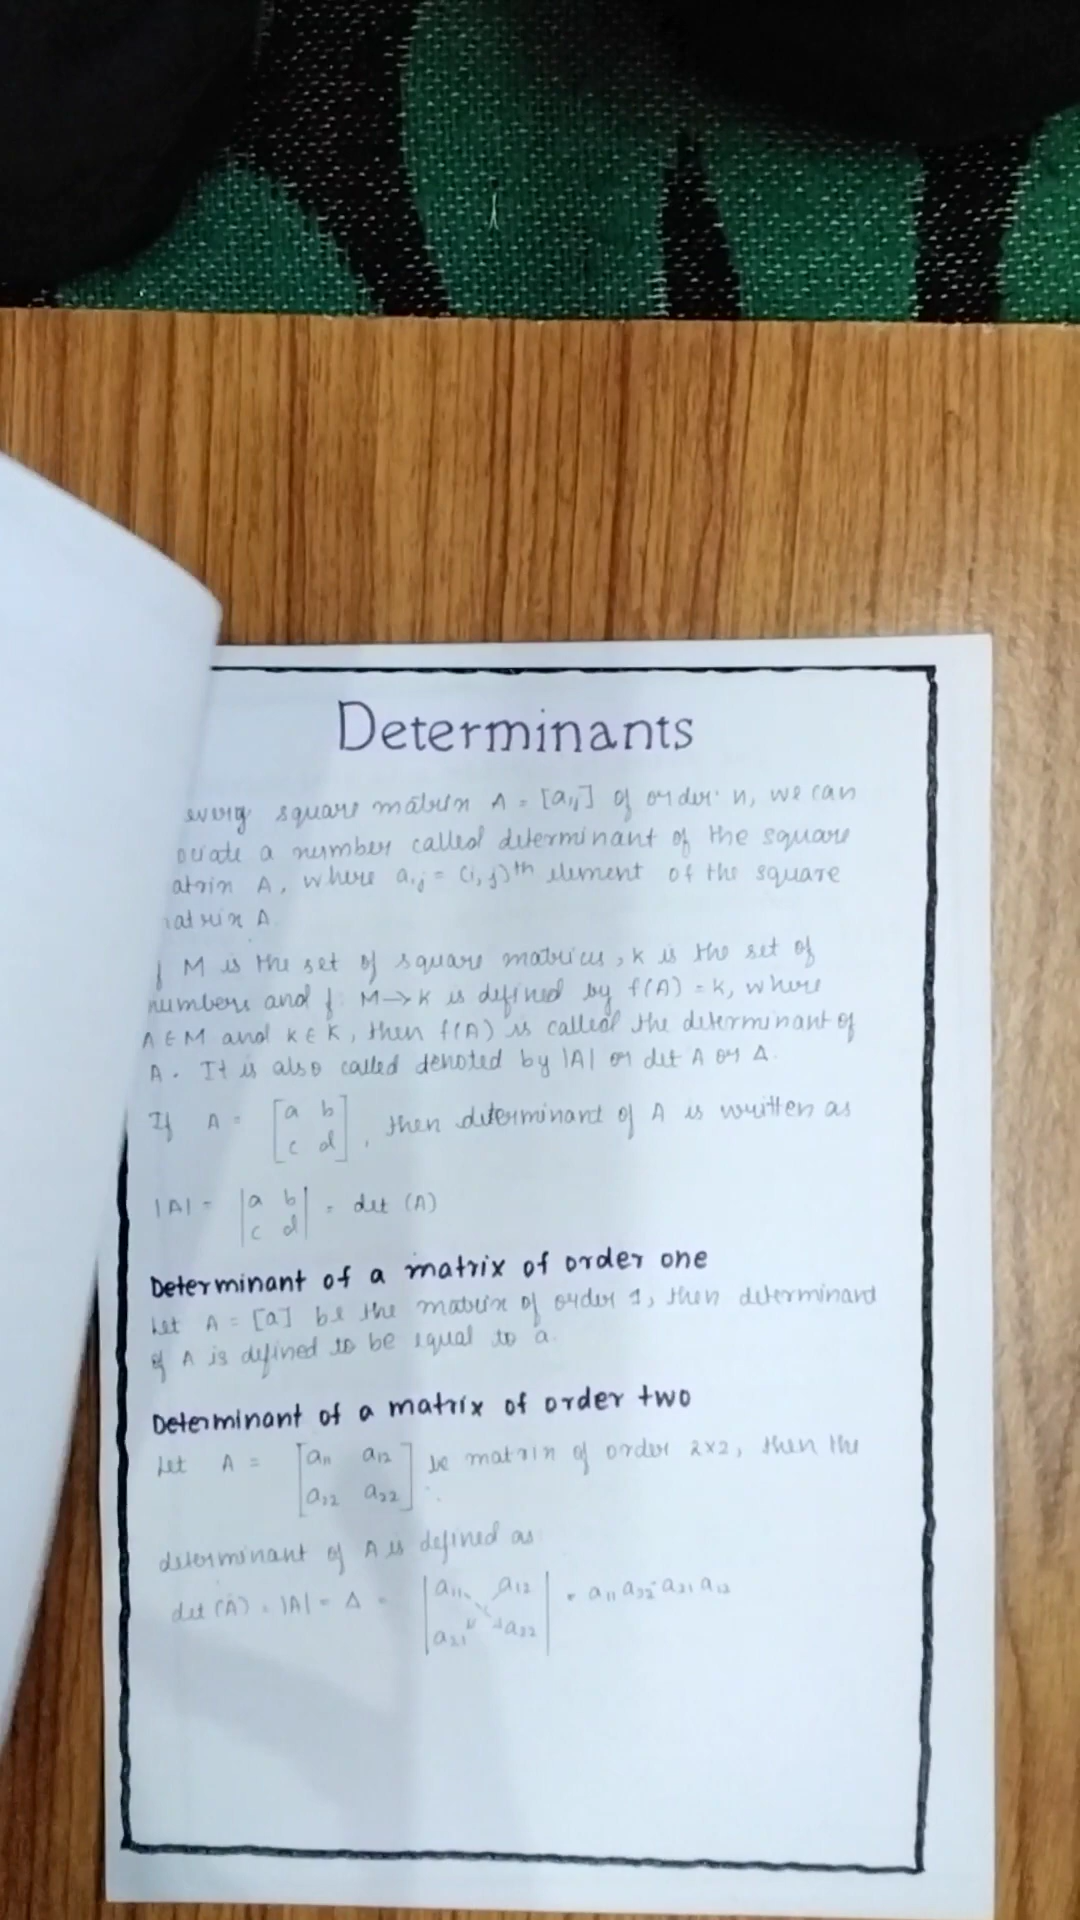 Determinants
every square matrix A = [aij] of order n, we can
ociate a number called determinant of the square
atrix A, where aij = (i, j)th element of the square
atrix A.
f M is the set of square matrices, k is the set of
numbers and f: M→k is defined by f(A) = k, where
A ∈ M and k ∈ K, then f(A) is called the determinant of
A. It is also called denoted by |A| or det A or Δ.
If A = [a b
c d], then determinant of A is written as
|A| = |a b
c d| = det (A)
Determinant of a matrix of order one
Let A = [a] be the matrix of order 1, then determinant
of A is defined to be equal to a.
Determinant of a matrix of order two
Let A = [a11 a12
a22 a22] be matrix of order 2×2, then the
determinant of A is defined as
det (A) = |A| = Δ = |a11 a12
a21 a22| = a11 a22 - a21 a12